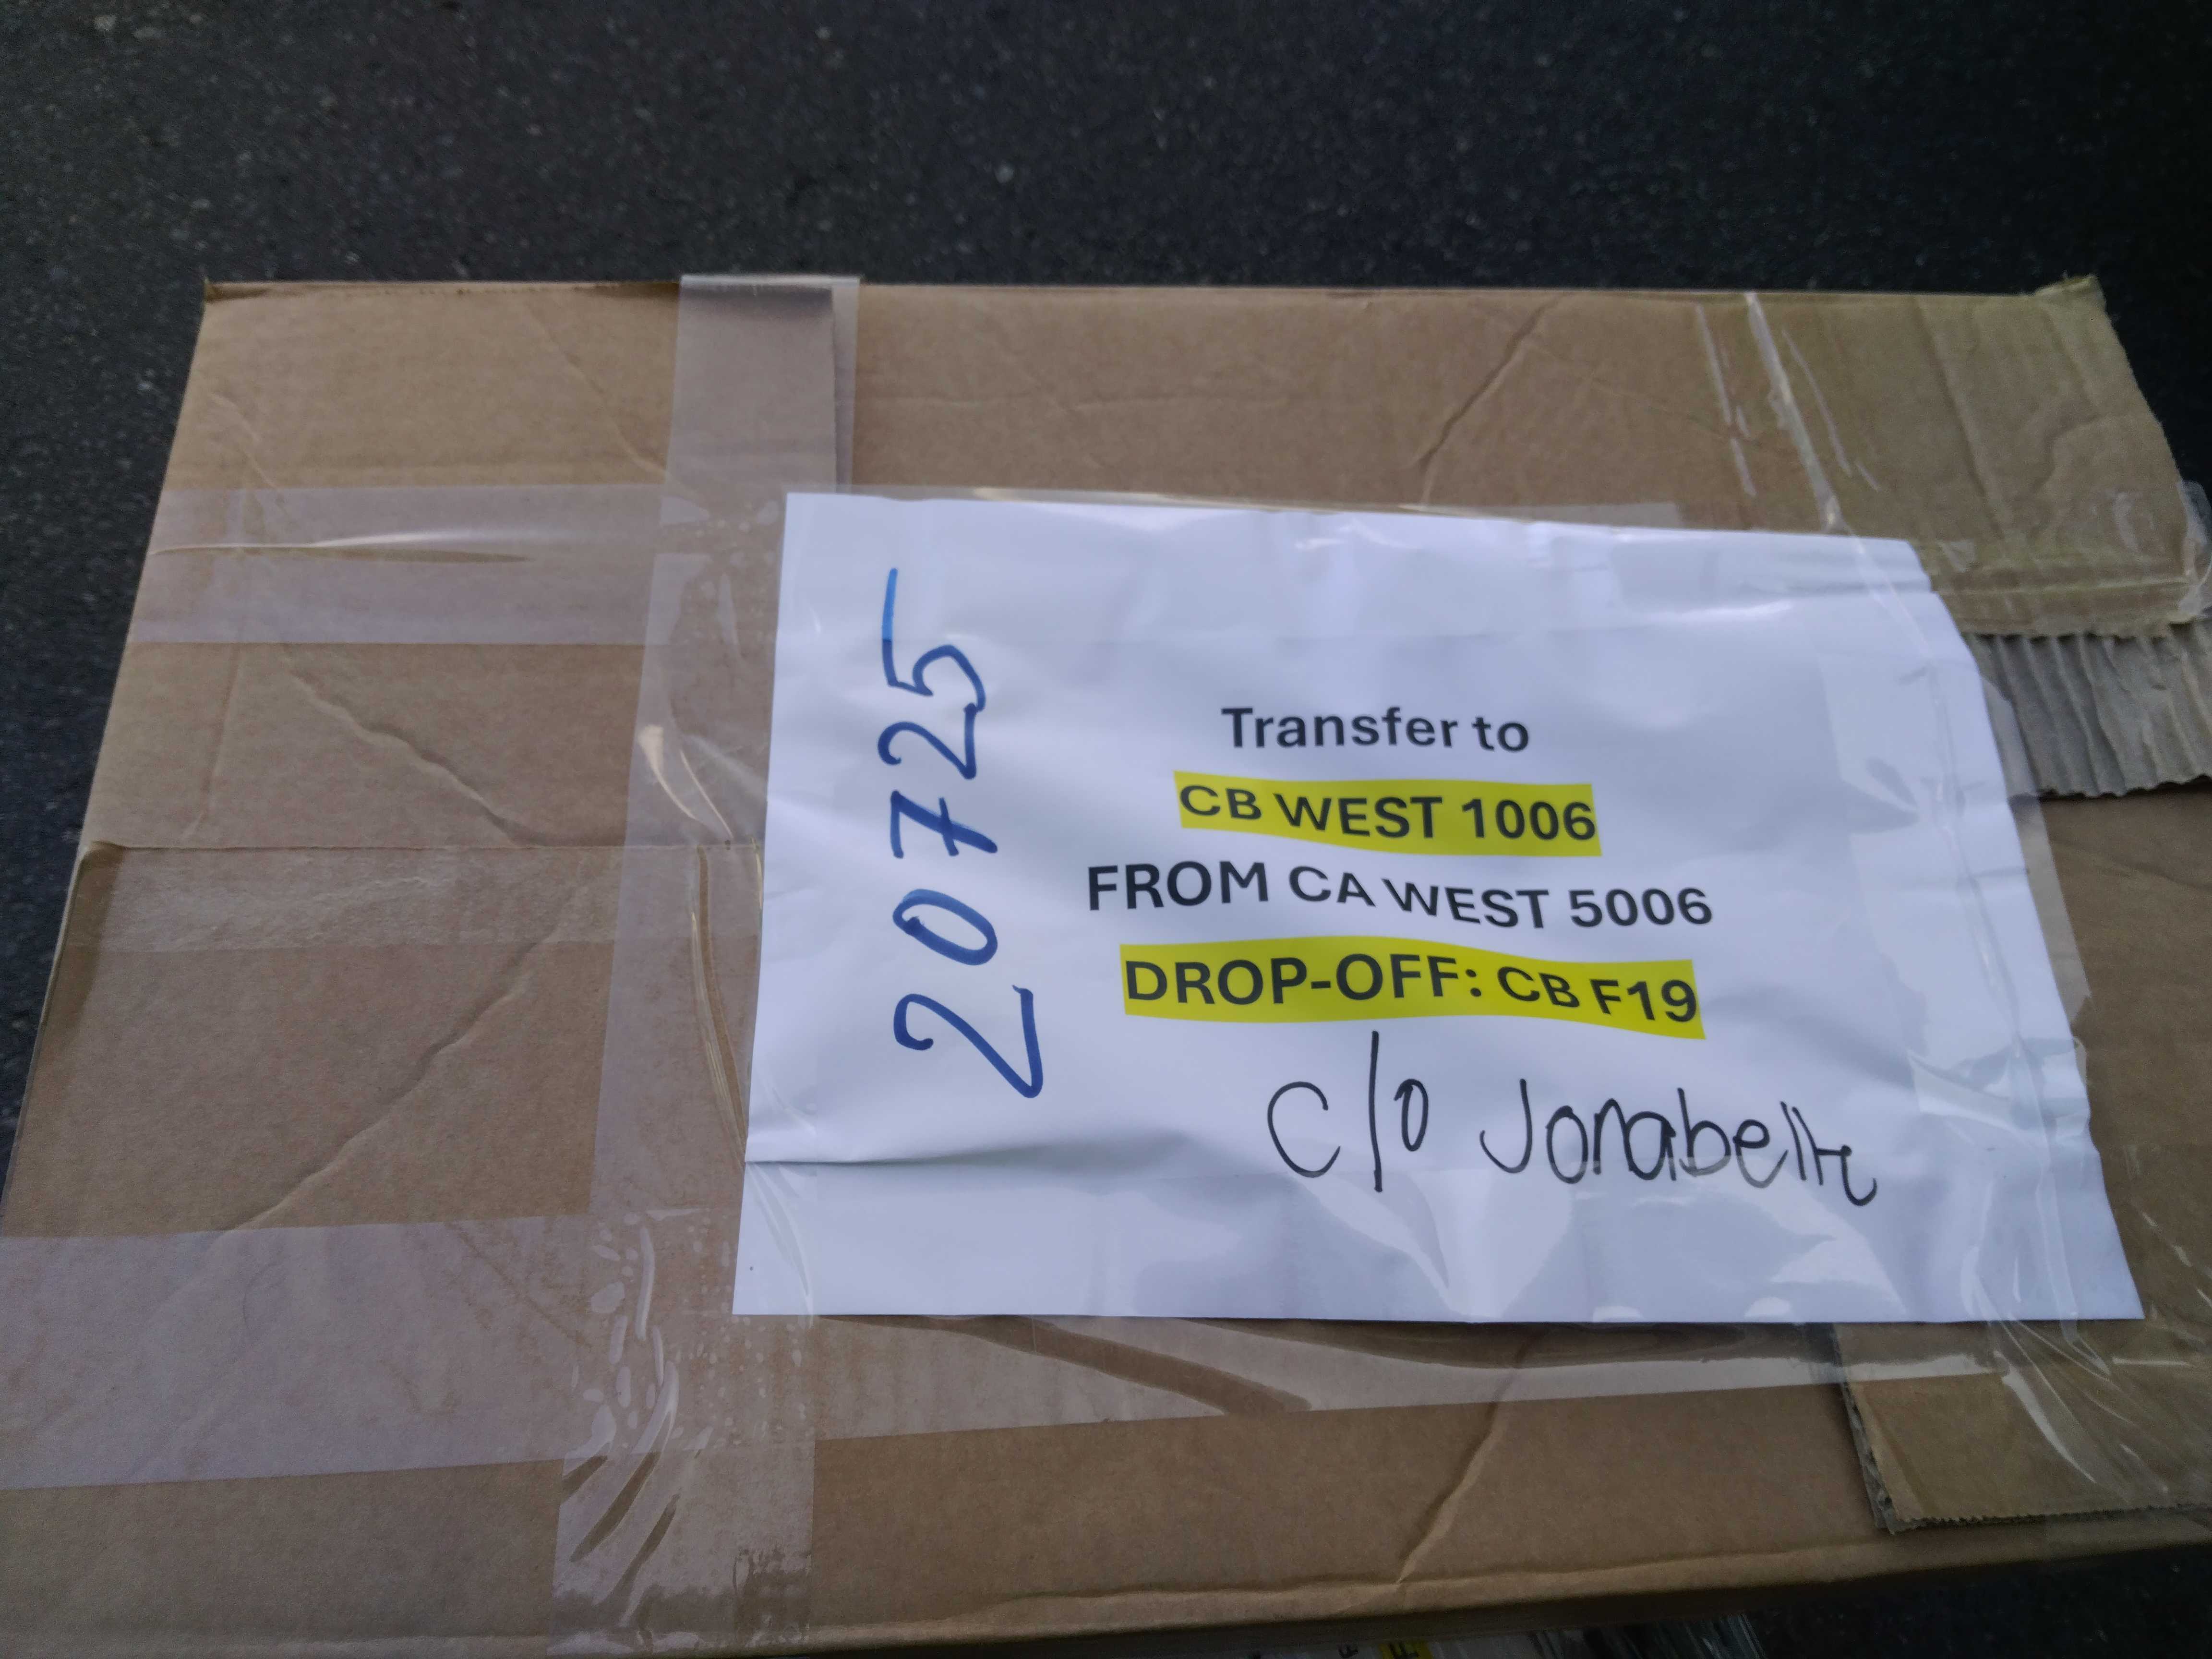 20725
Transfer to
CB WEST 1006
FROM CA WEST 5006
DROP-OFF: CB F19
c/o Jonabelle